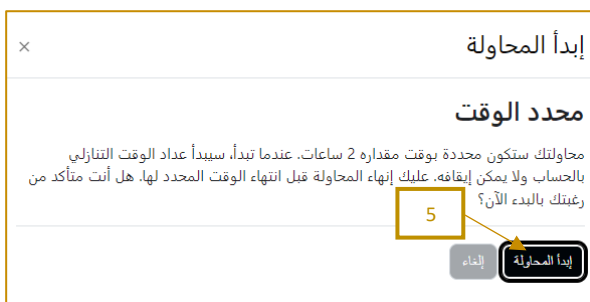 إبدأ المحاولة
×
محدد الوقت
محاولتك ستكون محددة بوقت مقداره 2 ساعات. عندما تبدأ، سيبدأ عداد الوقت التنازلي
بالحساب ولا يمكن إيقافه. عليك إنهاء المحاولة قبل انتهاء الوقت المحدد لها. هل أنت متأكد من
رغبتك بالبدء الآن؟
5
إبدأ المحاولة
إلغاء